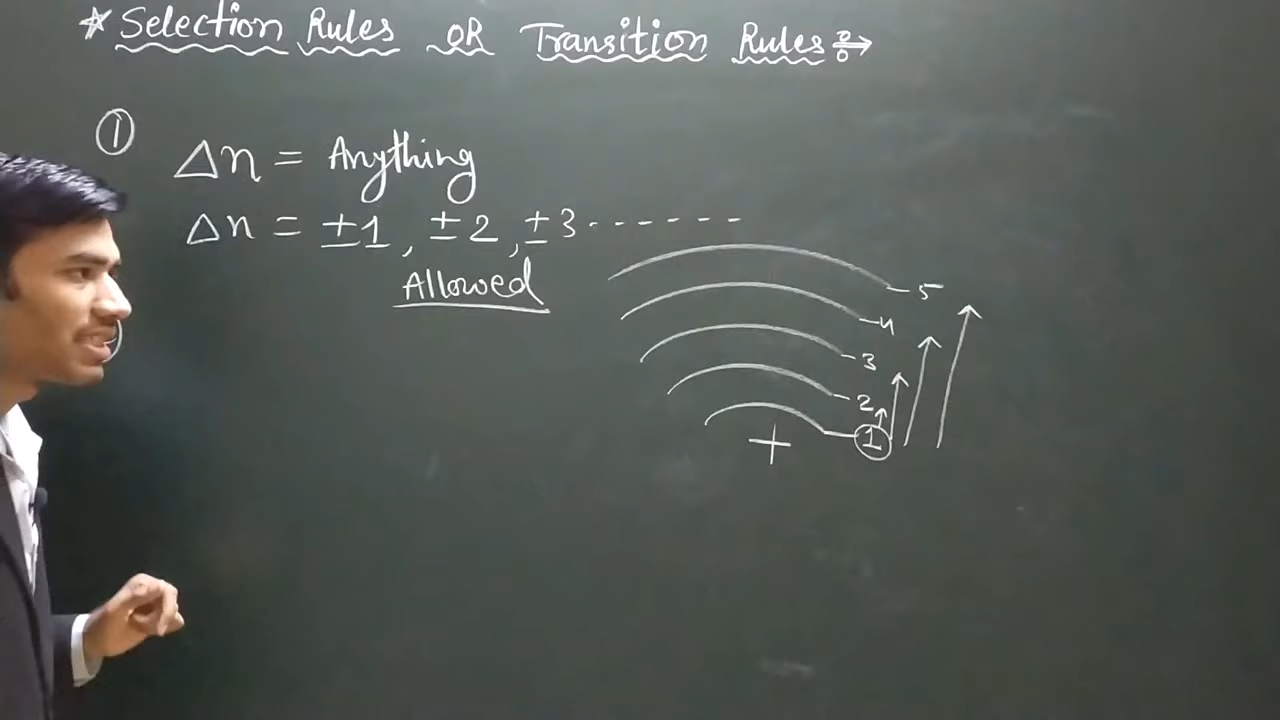 * Selection Rules OR Transition Rules
① Δn = Anything
Δn = ±1, ±2, ±3 - - - - - -
Allowed
5
4
3
2
①
+